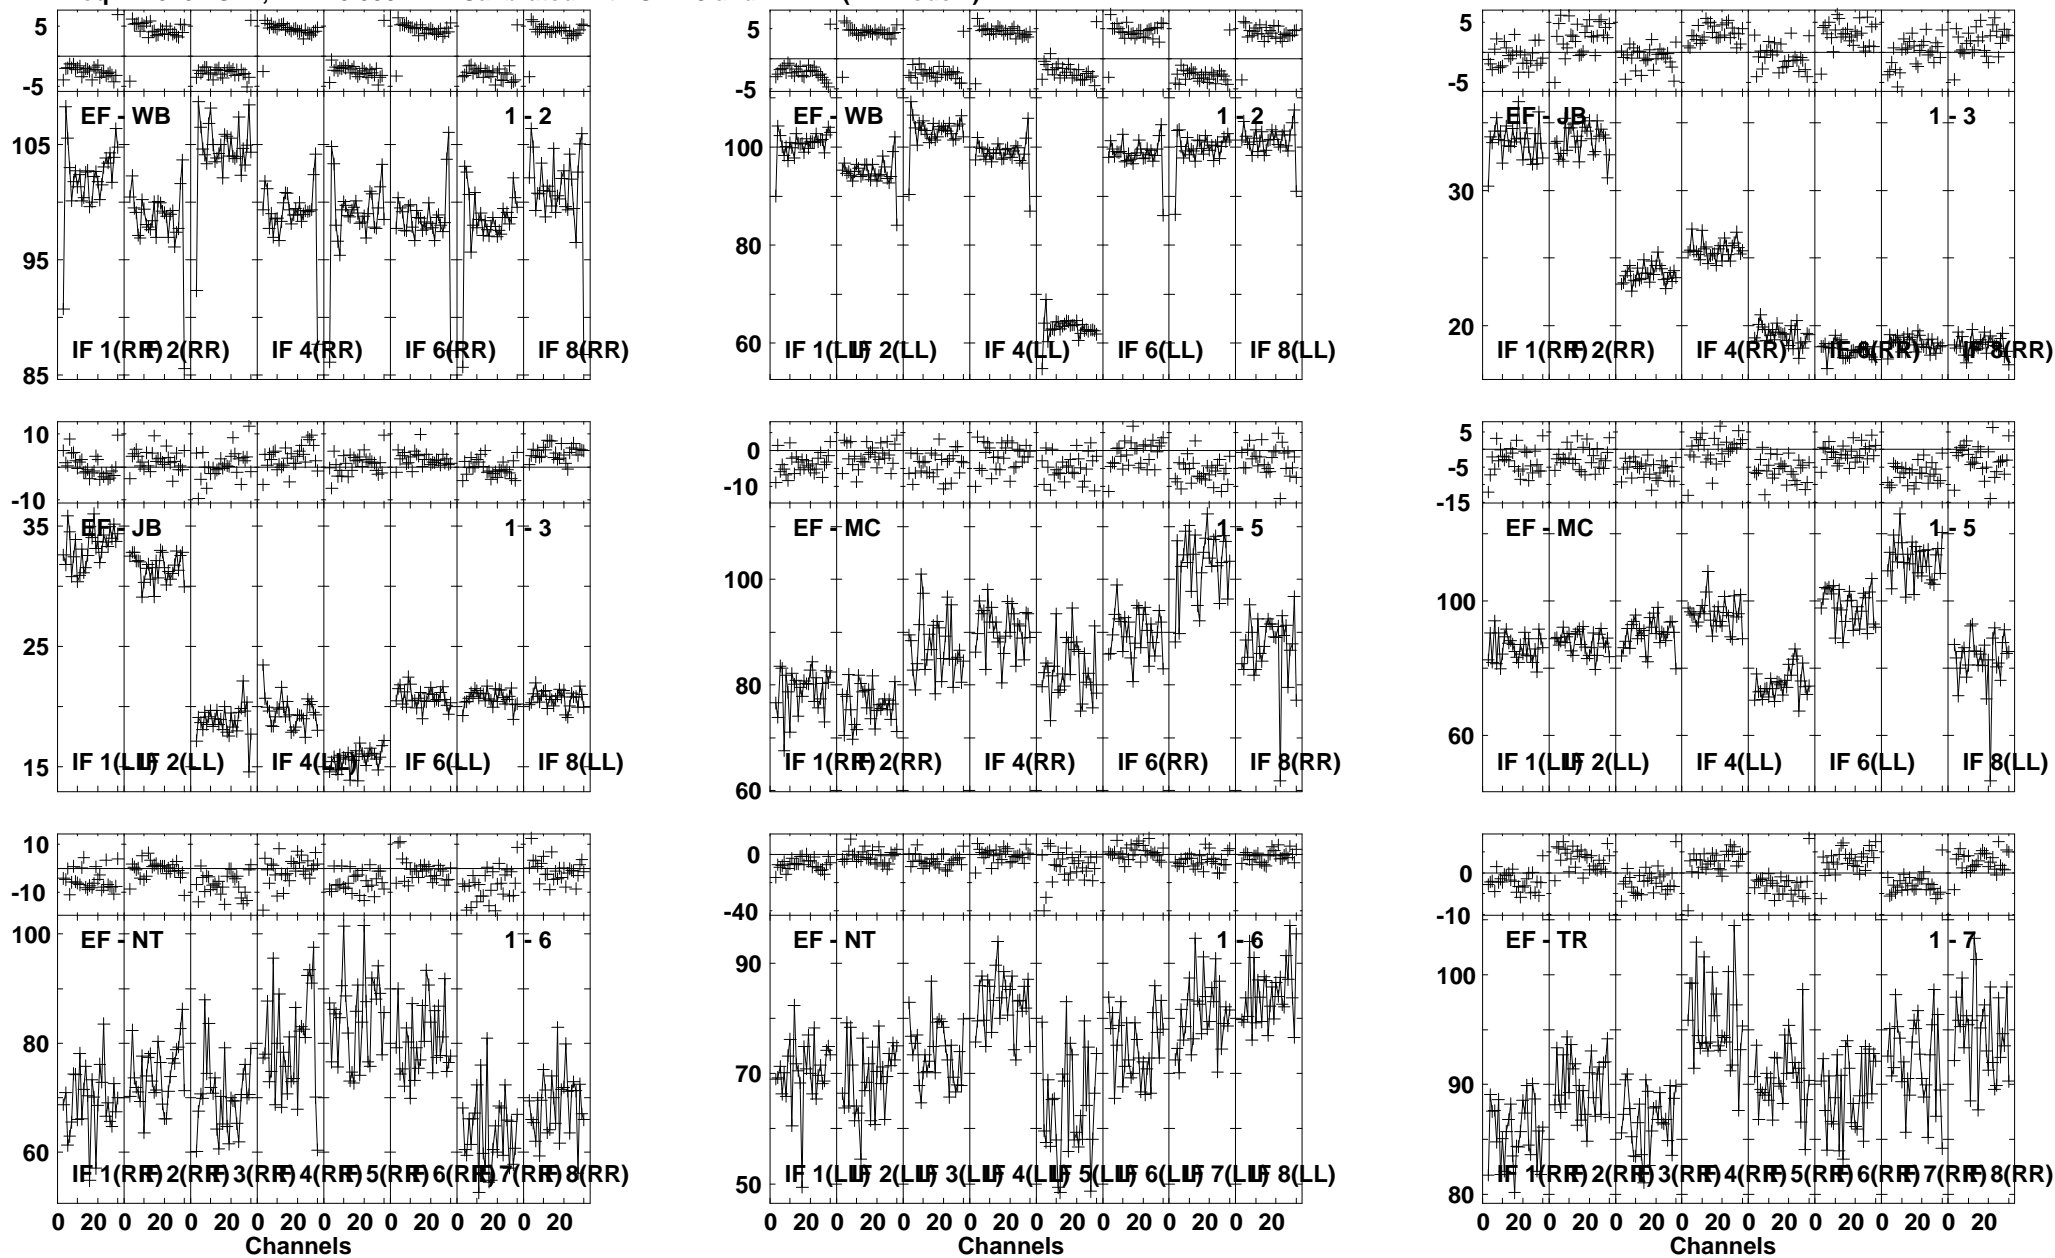 5
-5
EF - WB
1 - 2
105
95
85
IF 1(RR)
IF 2(RR)
IF 4(RR)
IF 6(RR)
IF 8(RR)
5
-5
EF - WB
1 - 2
100
80
60
IF 1(LL)
IF 2(LL)
IF 4(LL)
IF 6(LL)
IF 8(LL)
5
-5
EF - JB
1 - 3
30
20
IF 1(RR)
IF 2(RR)
IF 4(RR)
IF 6(RR)
IF 8(RR)
10
-10
EF - JB
1 - 3
35
25
15
IF 1(LL)
IF 2(LL)
IF 4(LL)
IF 6(LL)
IF 8(LL)
0
-10
EF - MC
1 - 5
100
80
60
IF 1(RR)
IF 2(RR)
IF 4(RR)
IF 6(RR)
IF 8(RR)
5
-5
-15
EF - MC
1 - 5
100
60
IF 1(LL)
IF 2(LL)
IF 4(LL)
IF 6(LL)
IF 8(LL)
10
-10
EF - NT
1 - 6
100
80
60
IF 1(RR)
IF 2(RR)
IF 3(RR)
IF 4(RR)
IF 5(RR)
IF 6(RR)
IF 7(RR)
IF 8(RR)
0 20 0 20 0 20 0 20 0 20 0 20 0 20 0 20
Channels
0
-40
EF - NT
1 - 6
90
70
50
IF 1(LL)
IF 2(LL)
IF 3(LL)
IF 4(LL)
IF 5(LL)
IF 6(LL)
IF 7(LL)
IF 8(LL)
0 20 0 20 0 20 0 20 0 20 0 20 0 20 0 20
Channels
0
-10
EF - TR
1 - 7
100
90
80
IF 1(RR)
IF 2(RR)
IF 3(RR)
IF 4(RR)
IF 5(RR)
IF 6(RR)
IF 7(RR)
IF 8(RR)
0 20 0 20 0 20 0 20 0 20 0 20 0 20 0 20
Channels